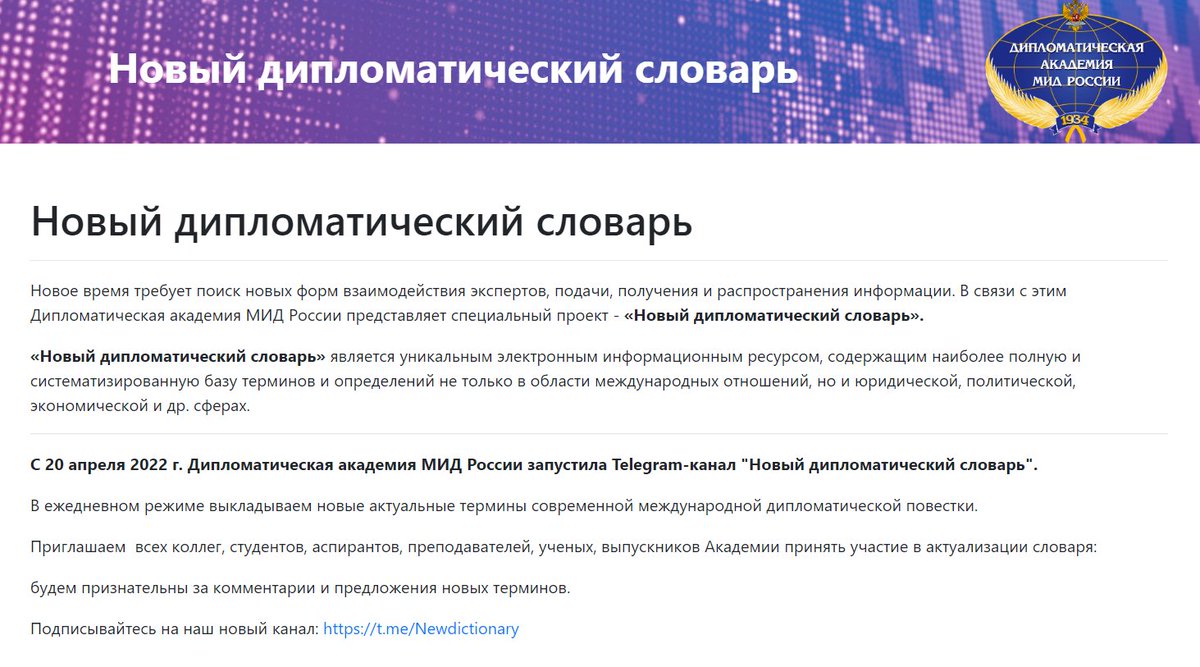 Новый дипломатический словарь
ДИПЛОМАТИЧЕСКАЯ
АКАДЕМИЯ
МИД РОССИИ
1934
Новый дипломатический словарь
Новое время требует поиск новых форм взаимодействия экспертов, подачи, получения и распространения информации. В связи с этим
Дипломатическая академия МИД России представляет специальный проект - «Новый дипломатический словарь».
«Новый дипломатический словарь» является уникальным электронным информационным ресурсом, содержащим наиболее полную и
систематизированную базу терминов и определений не только в области международных отношений, но и юридической, политической,
экономической и др. сферах.
С 20 апреля 2022 г. Дипломатическая академия МИД России запустила Telegram-канал "Новый дипломатический словарь".
В ежедневном режиме выкладываем новые актуальные термины современной международной дипломатической повестки.
Приглашаем  всех коллег, студентов, аспирантов, преподавателей, ученых, выпускников Академии принять участие в актуализации словаря:
будем признательны за комментарии и предложения новых терминов.
Подписывайтесь на наш новый канал: https://t.me/Newdictionary